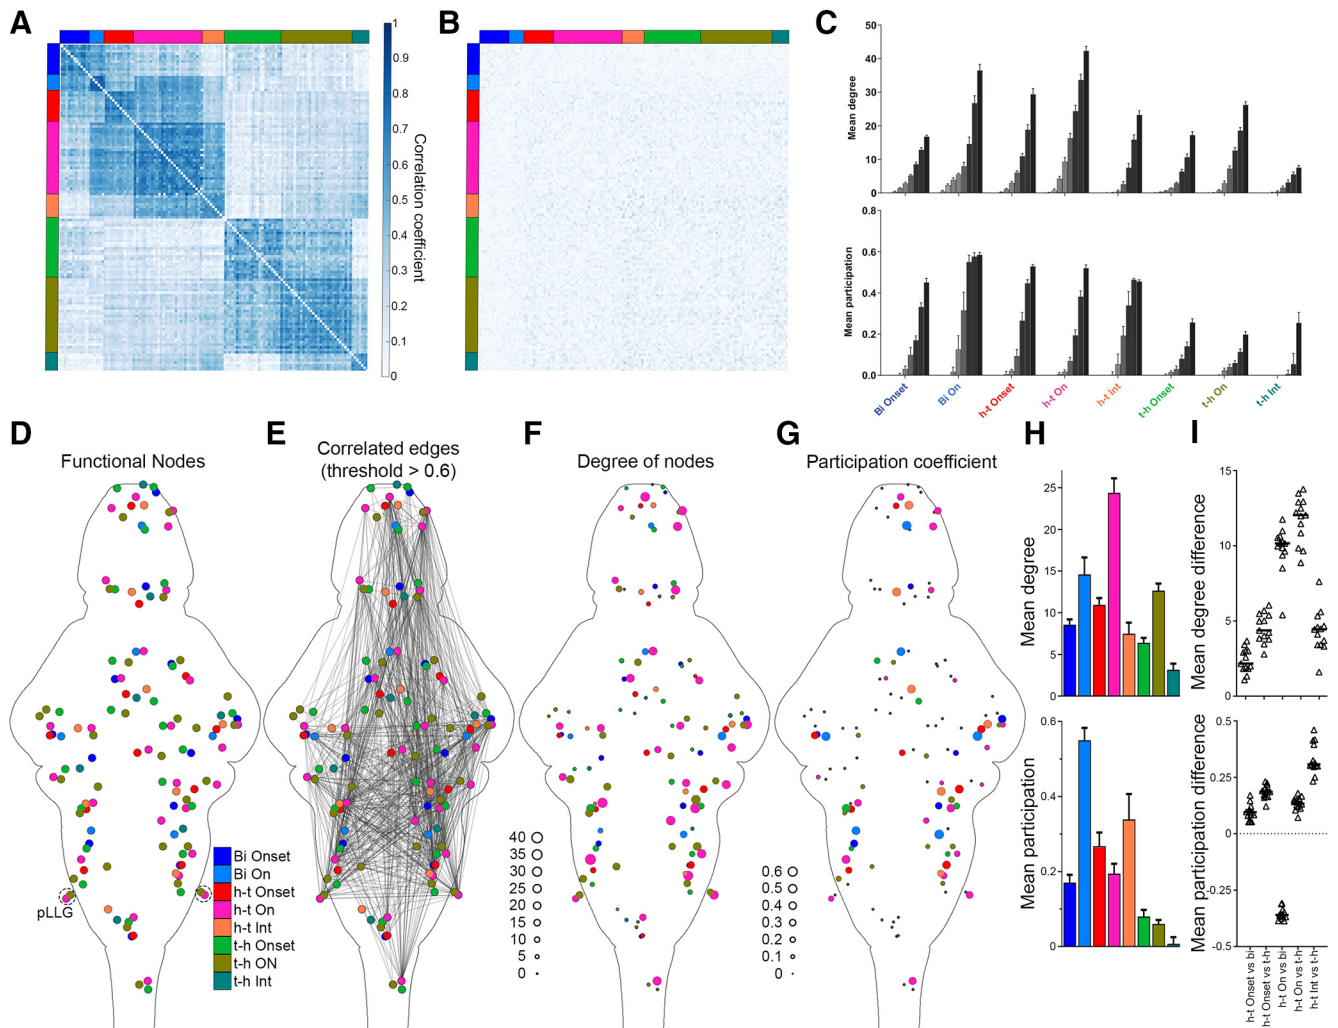 A
1
0.9
0.8
0.7
0.6
0.5
0.4
0.3
0.2
0.1
0
Correlation coefficient
B
C
Mean degree
50
40
30
20
10
0
Mean participation
0.8
0.6
0.4
0.2
0.0
Bi Onset
Bi On
h-t Onset
h-t On
h-t Int
t-h Onset
t-h On
t-h Int
D
Functional Nodes
pLLG
Bi Onset
Bi On
h-t Onset
h-t On
h-t Int
t-h Onset
t-h ON
t-h Int
E
Correlated edges
(threshold > 0.6)
F
Degree of nodes
40
35
30
25
20
15
10
5
0
G
Participation coefficient
0.6
0.5
0.4
0.3
0.2
0.1
0
H
Mean degree
25
20
15
10
5
0
Mean participation
0.6
0.4
0.2
0
I
Mean degree difference
15
10
5
0
Mean participation difference
0.5
0.25
0
-0.25
-0.5
h-t Onset vs bi
h-t Onset vs t-h
h-t On vs bi
h-t On vs t-h
h-t Int vs t-h